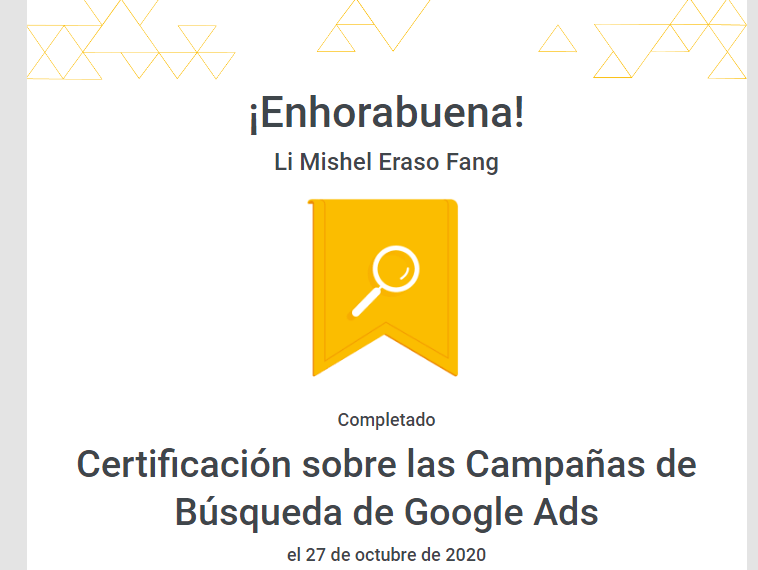 ¡Enhorabuena!
Li Mishel Eraso Fang
Completado
Certificación sobre las Campañas de
Búsqueda de Google Ads
el 27 de octubre de 2020